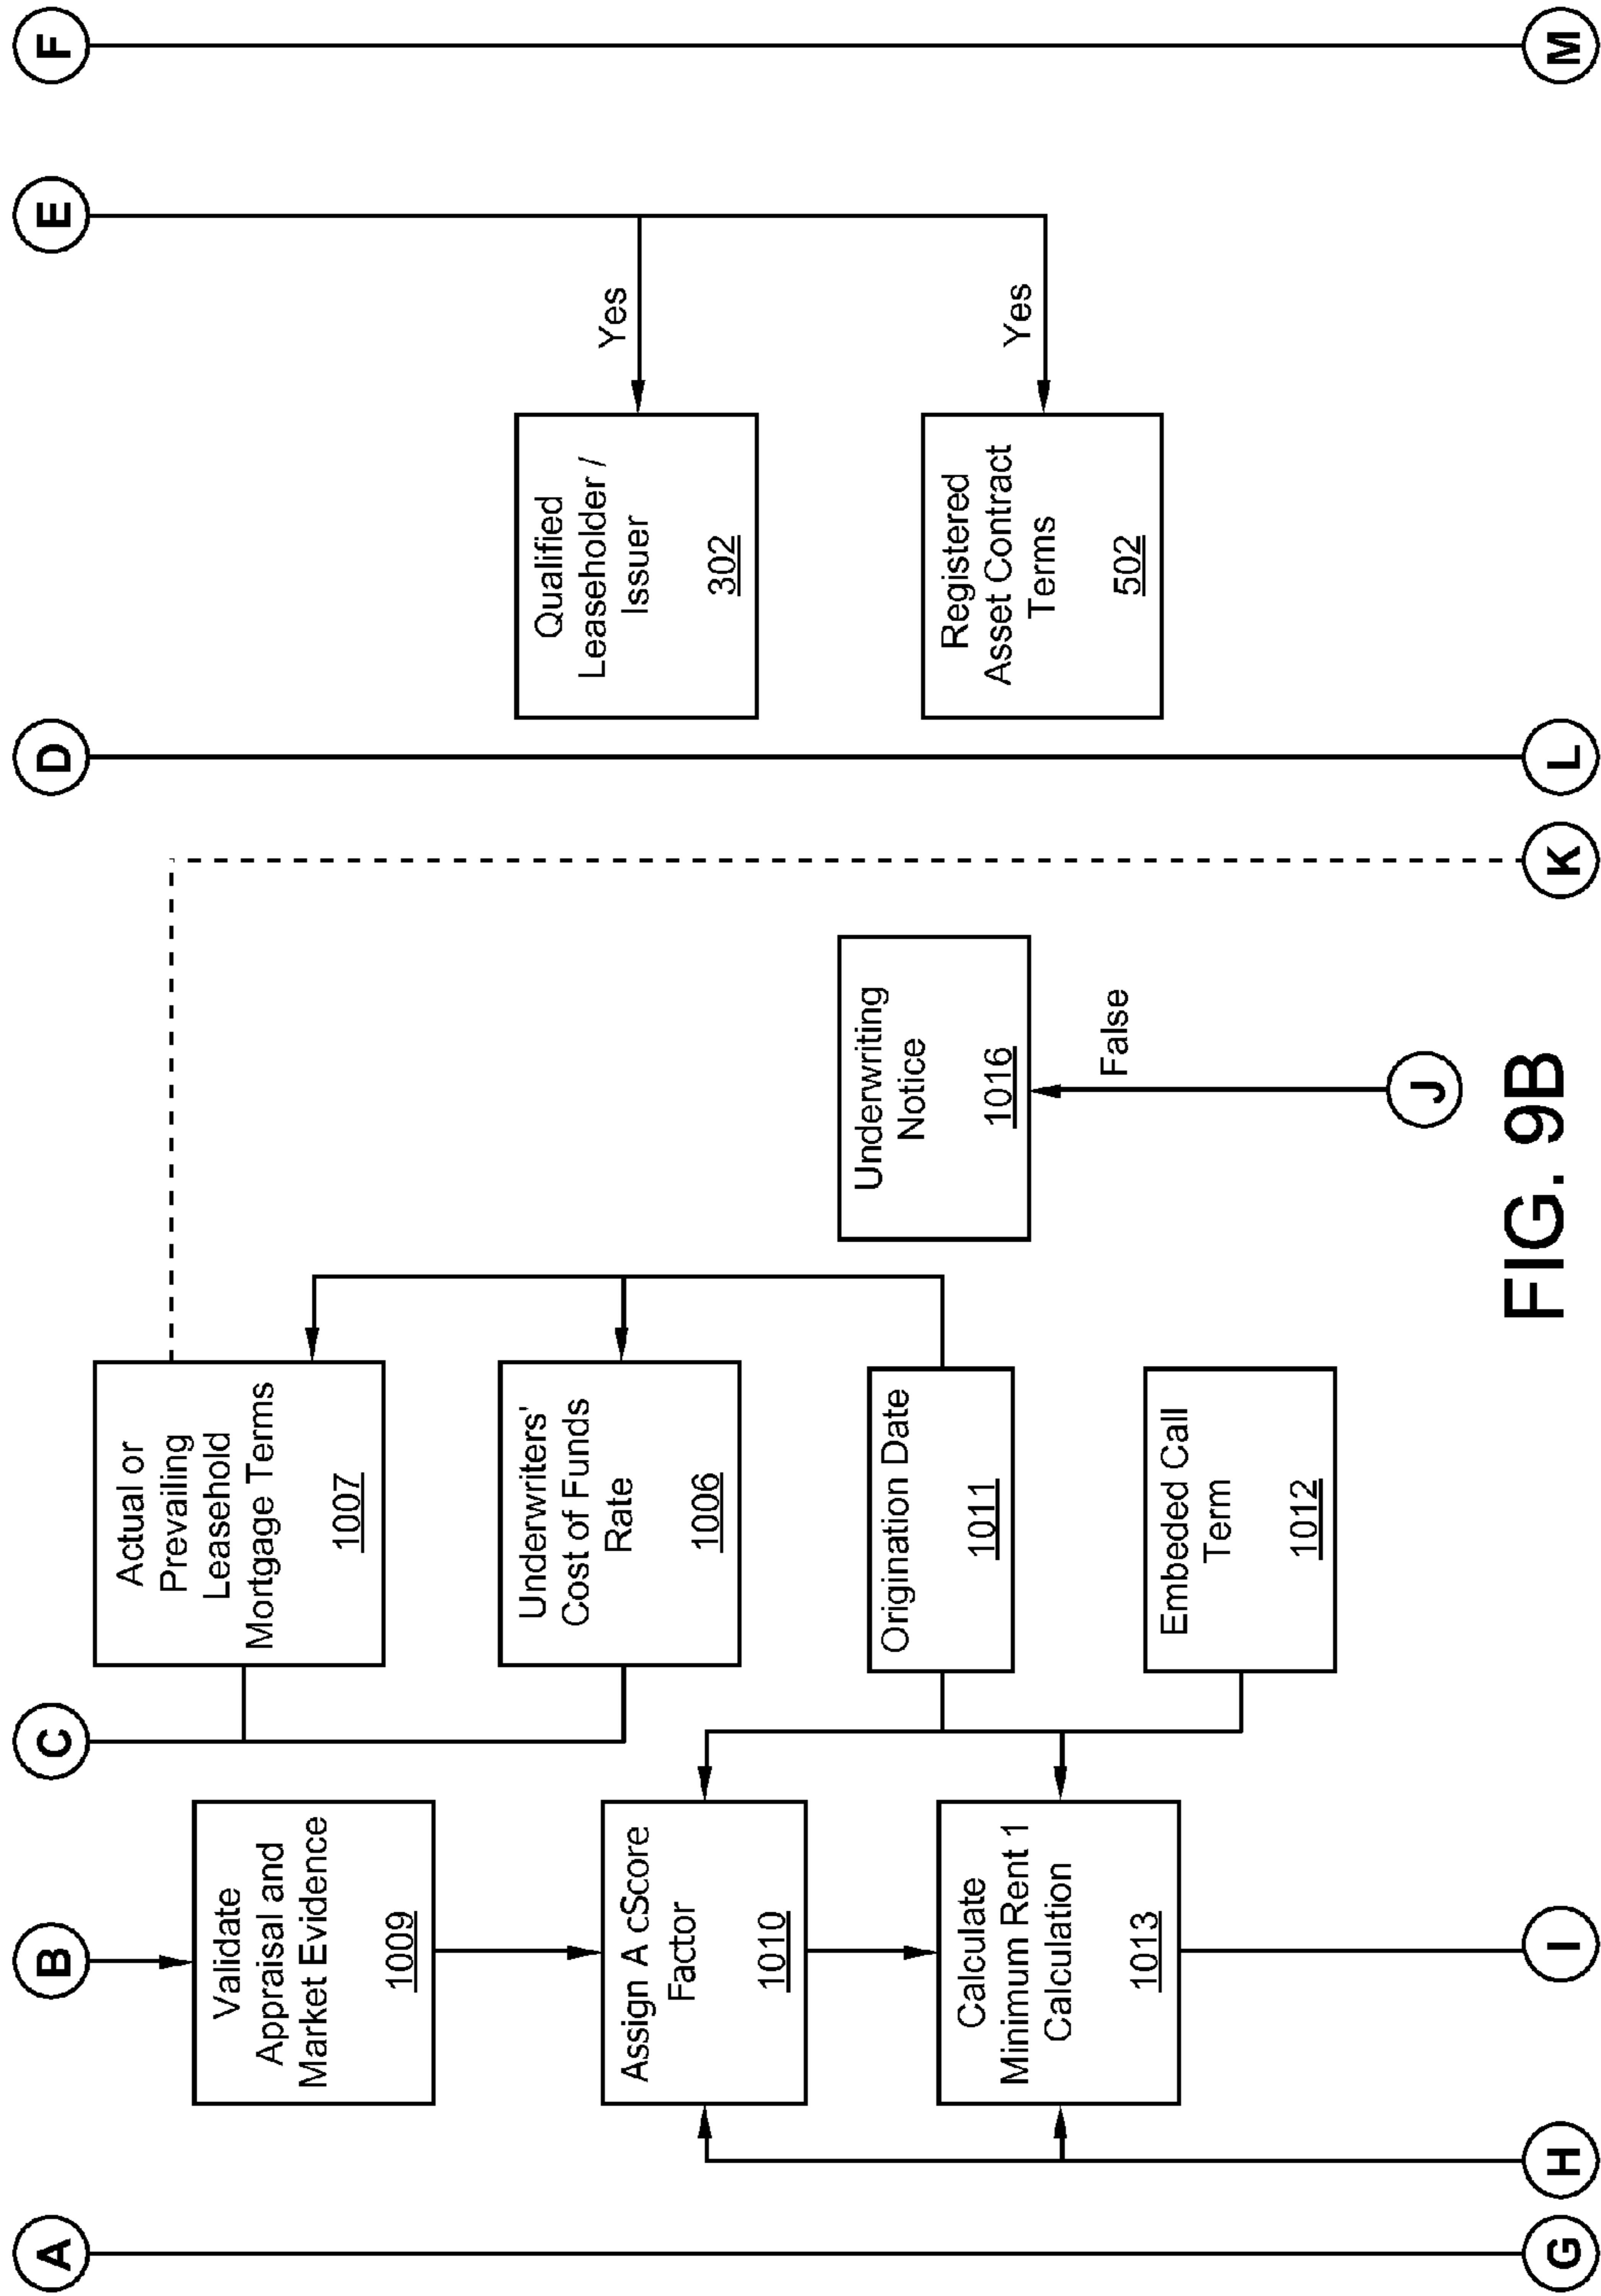 A
B
C
D
E
F
Validate
Appraisal and
Market Evidence
1009
Actual or
Prevailing
Leasehold
Mortgage Terms
1007
Assign A cScore
Factor
1010
Underwriters'
Cost of Funds
Rate
1006
Qualified
Leaseholder /
Issuer
302
Yes
Calculate
Minimum Rent 1
Calculation
1013
Origination Date
1011
Underwriting
Notice
1016
Registered
Asset Contract
Terms
502
Yes
Embeded Call
Term
1012
False
J
G
H
I
K
L
M
FIG. 9B